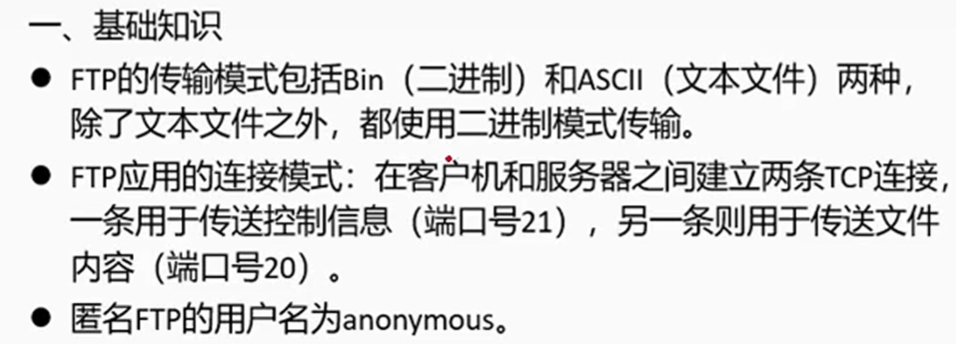 一、基础知识
● FTP的传输模式包括Bin（二进制）和ASCII（文本文件）两种，
除了文本文件之外，都使用二进制模式传输。
● FTP应用的连接模式：在客户机和服务器之间建立两条TCP连接，
一条用于传送控制信息（端口号21），另一条则用于传送文件
内容（端口号20）。
● 匿名FTP的用户名为anonymous。